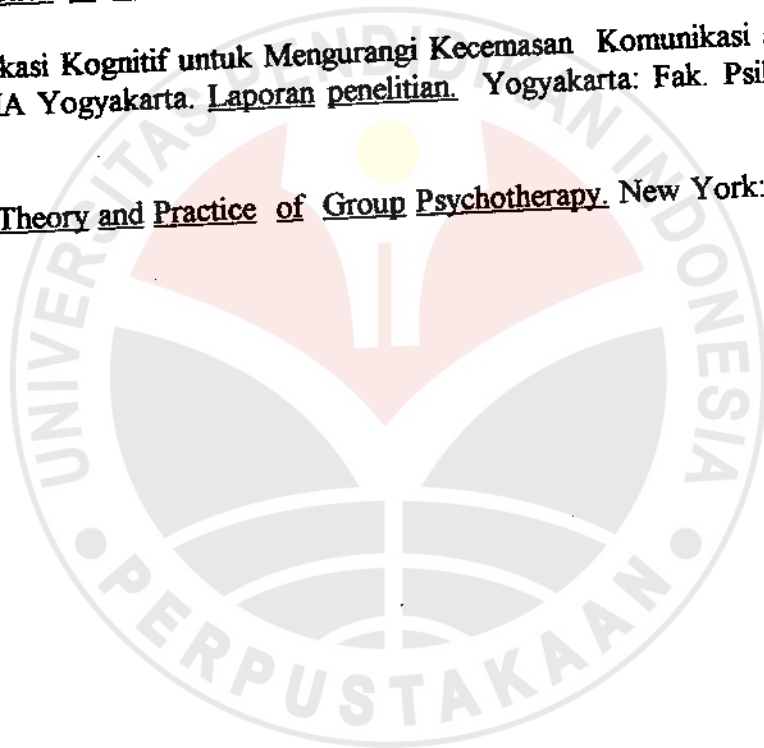 kasi Kognitif untuk Mengurangi Kecemasan Komunikasi
IA Yogyakarta. Laporan penelitian. Yogyakarta: Fak. Psi
Theory and Practice of Group Psychotherapy. New York:
UNIVERSITAS PENDIDIKAN INDONESIA
PERPUSTAKAAN